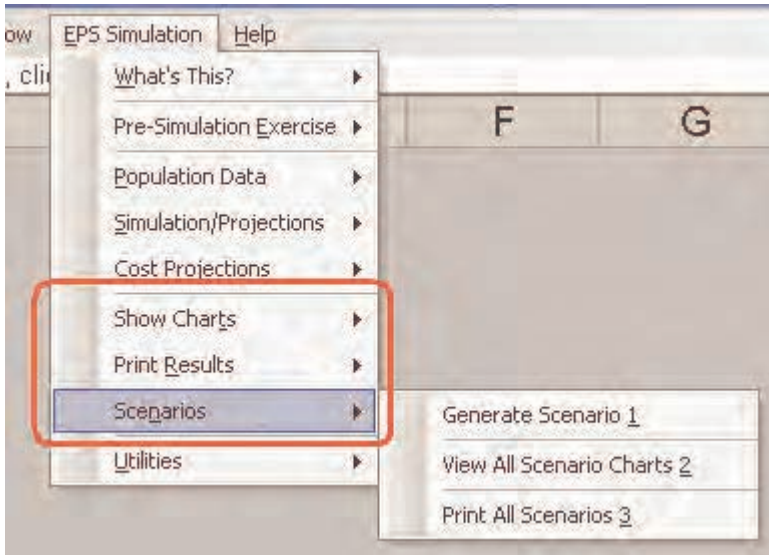 ow EPS Simulation Help
, cli
What's This?
F G
Pre-Simulation Exercise
Population Data
Simulation/Projections
Cost Projections
Show Charts
Print Results
Scenarios
Generate Scenario 1
Utilities
View All Scenario Charts 2
Print All Scenarios 3